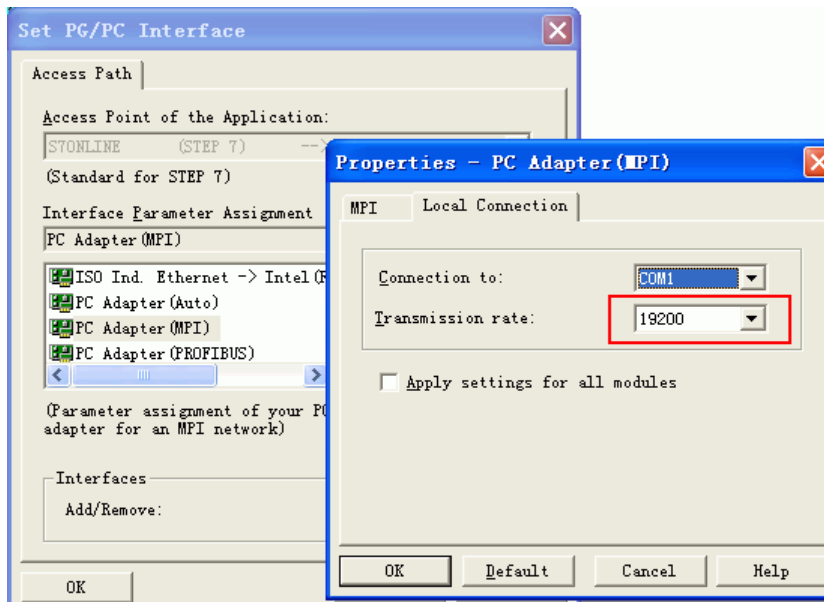 Set PG/PC Interface
Access Path
Access Point of the Application:
S7ONLINE (STEP 7) -->
(Standard for STEP 7)
Interface Parameter Assignment
PC Adapter(MPI)
ISO Ind. Ethernet -> Intel(R
PC Adapter(Auto)
PC Adapter(MPI)
PC Adapter(PROFIBUS)
(Parameter assignment of your PC
adapter for an MPI network)
Interfaces
Add/Remove:
OK
Properties - PC Adapter(MPI)
MPI
Local Connection
Connection to:
COM1
Transmission rate:
19200
Apply settings for all modules
OK
Default
Cancel
Help